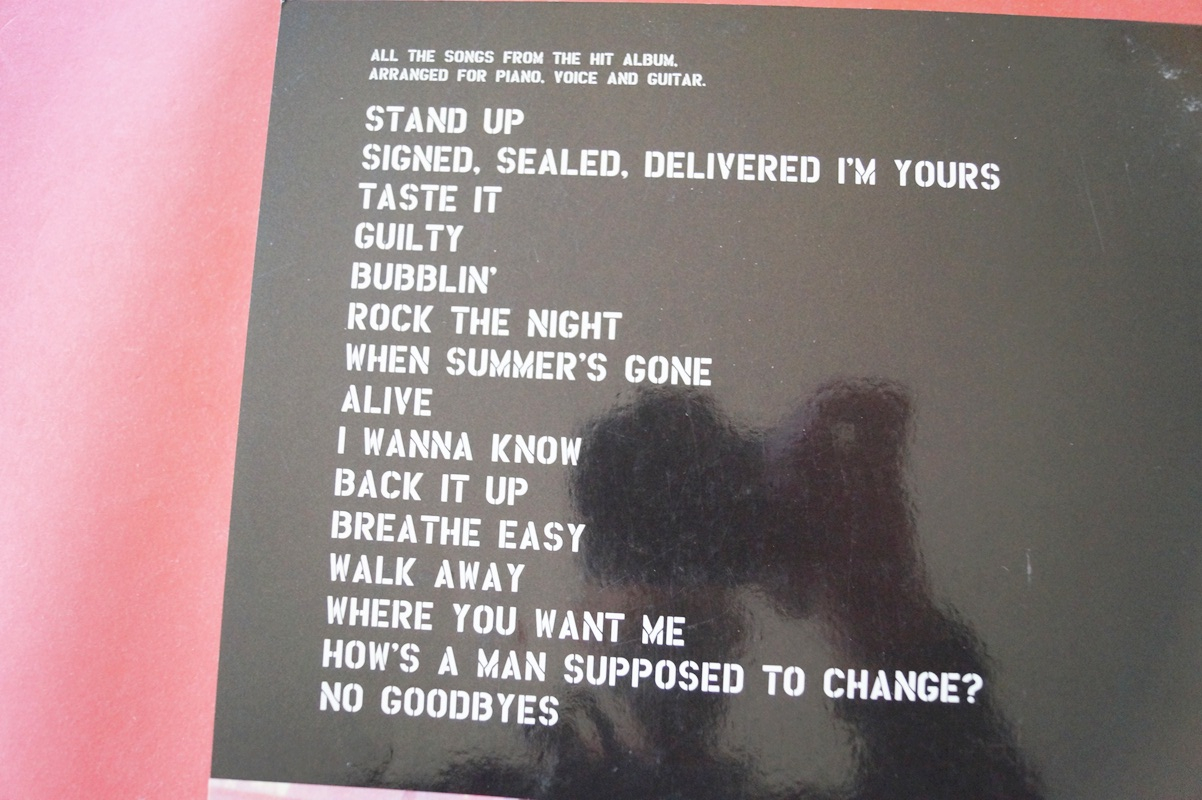 ALL THE SONGS FROM THE HIT ALBUM,
ARRANGED FOR PIANO, VOICE AND GUITAR.
STAND UP
SIGNED, SEALED, DELIVERED I'M YOURS
TASTE IT
GUILTY
BUBBLIN'
ROCK THE NIGHT
WHEN SUMMER'S GONE
ALIVE
I WANNA KNOW
BACK IT UP
BREATHE EASY
WALK AWAY
WHERE YOU WANT ME
HOW'S A MAN SUPPOSED TO CHANGE?
NO GOODBYES